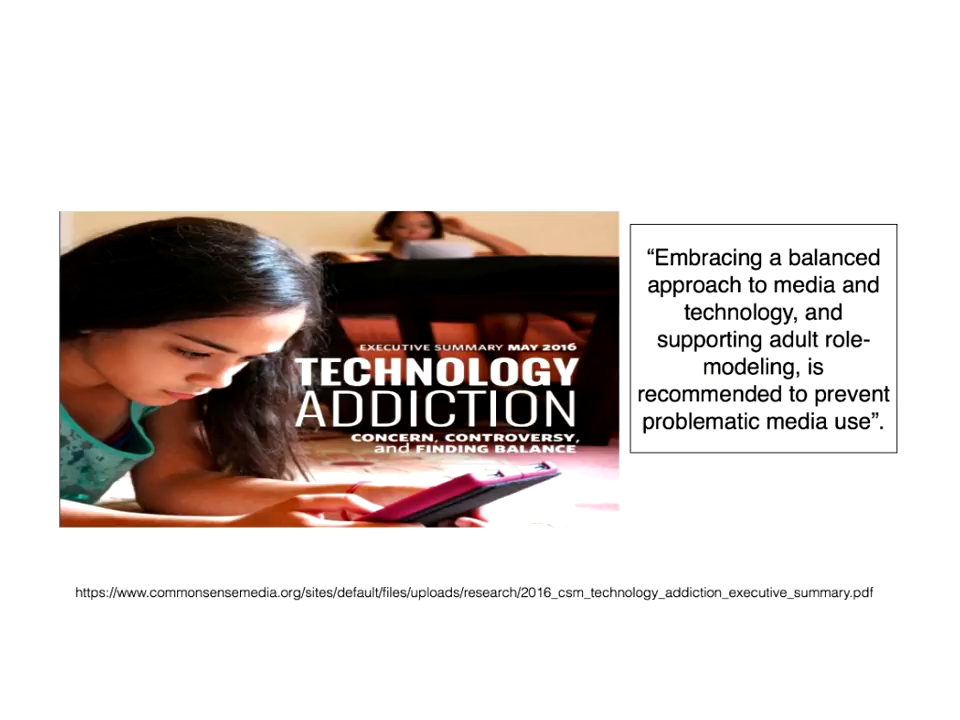 EXECUTIVE SUMMARY MAY 2016
TECHNOLOGY
ADDICTION
CONCERN, CONTROVERSY,
and FINDING BALANCE
“Embracing a balanced
approach to media and
technology, and
supporting adult role-
modeling, is
recommended to prevent
problematic media use”.
https://www.commonsensemedia.org/sites/default/files/uploads/research/2016_csm_technology_addiction_executive_summary.pdf